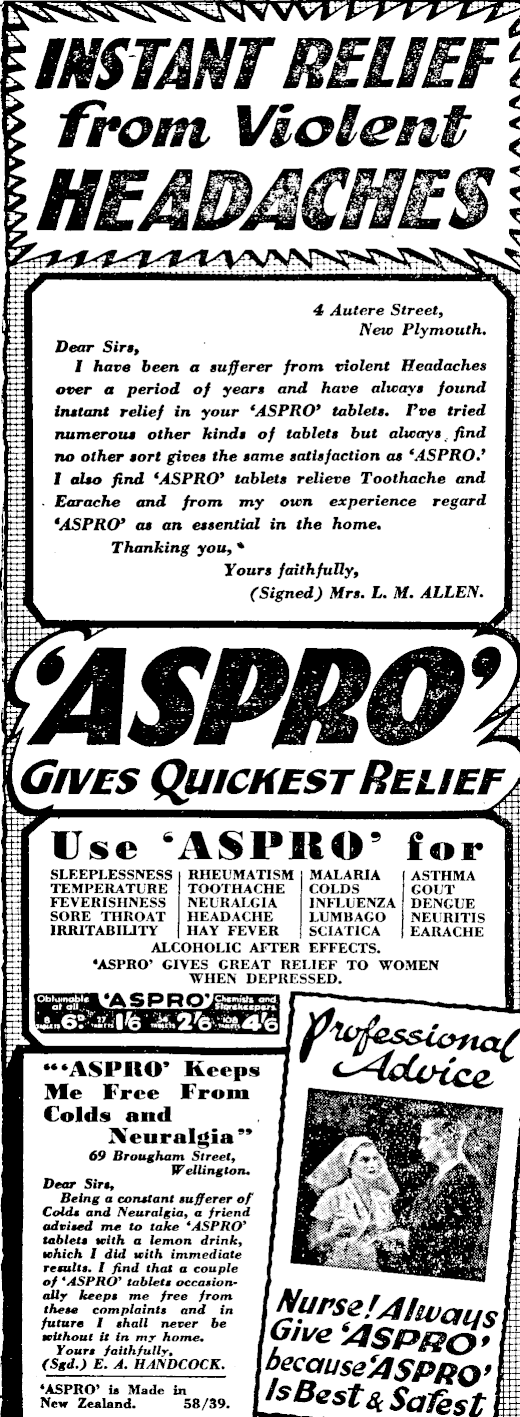 INSTANT RELIEF
from Violent
HEADACHES
4 Autere Street,
New Plymouth.
Dear Sirs,
I have been a sufferer from violent Headaches
over a period of years and have always found
instant relief in your 'ASPRO' tablets. I've tried
numerous other kinds of tablets but always find
no other sort gives the same satisfaction as 'ASPRO.'
I also find 'ASPRO' tablets relieve Toothache and
Earache and from my own experience regard
'ASPRO' as an essential in the home.
Thanking you,
Yours faithfully,
(Signed) Mrs. L. M. ALLEN.
'ASPRO'
GIVES QUICKEST RELIEF
Use 'ASPRO' for
SLEEPLESSNESS RHEUMATISM MALARIA ASTHMA
TEMPERATURE TOOTHACHE COLDS GOUT
FEVERISHNESS NEURALGIA INFLUENZA DENGUE
SORE THROAT HEADACHE LUMBAGO NEURITIS
IRRITABILITY HAY FEVER SCIATICA EARACHE
ALCOHOLIC AFTER EFFECTS.
'ASPRO' GIVES GREAT RELIEF TO WOMEN
WHEN DEPRESSED.
Obtainable at all 'ASPRO' Chemists and Storekeepers
TABLETS 6D. 27 TABLETS 1/6 TABLETS 2/6 TABLETS 4/6
"'ASPRO' Keeps
Me Free From
Colds and
Neuralgia"
69 Brougham Street,
Wellington.
Dear Sirs,
Being a constant sufferer of
Colds and Neuralgia, a friend
advised me to take 'ASPRO'
tablets with a lemon drink,
which I did with immediate
results. I find that a couple
of 'ASPRO' tablets occasion-
ally keeps me free from
these complaints and in
future I shall never be
without it in my home.
Yours faithfully,
(Sgd.) E. A. HANDCOCK.
'ASPRO' is Made in
New Zealand. 58/39.
Professional
Advice
Nurse! Always
Give 'ASPRO'
because 'ASPRO'
Is Best & Safest